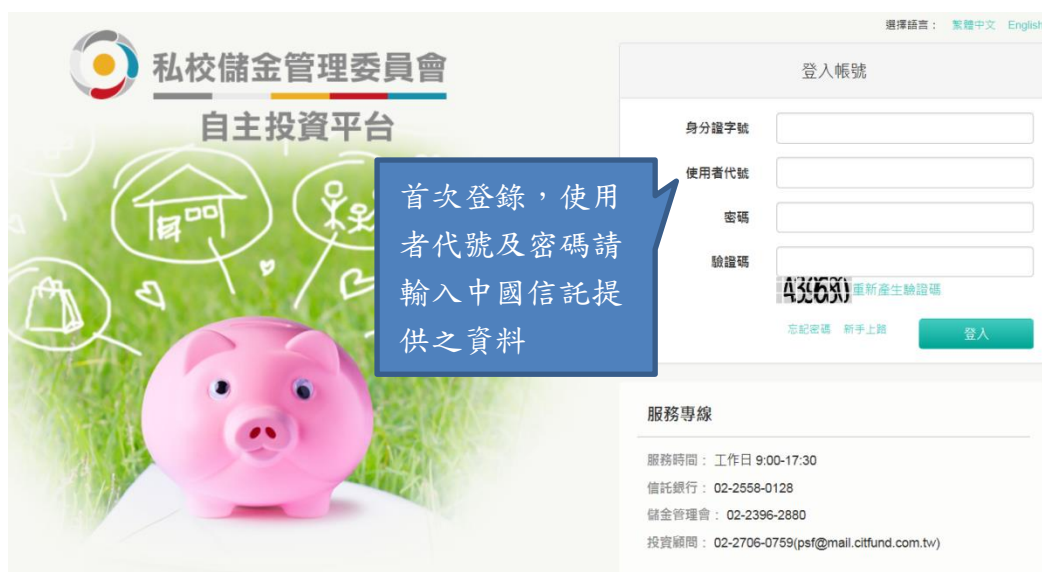 選擇語言： 繁體中文 English
私校儲金管理委員會
自主投資平台
登入帳號
身分證字號
使用者代號
密碼
驗證碼
重新產生驗證碼
忘記密碼 新手上路 登入
首次登錄，使用
者代號及密碼請
輸入中國信託提
供之資料
服務專線
服務時間： 工作日 9:00-17:30
信託銀行： 02-2558-0128
儲金管理會： 02-2396-2880
投資顧問： 02-2706-0759(psf@mail.citfund.com.tw)